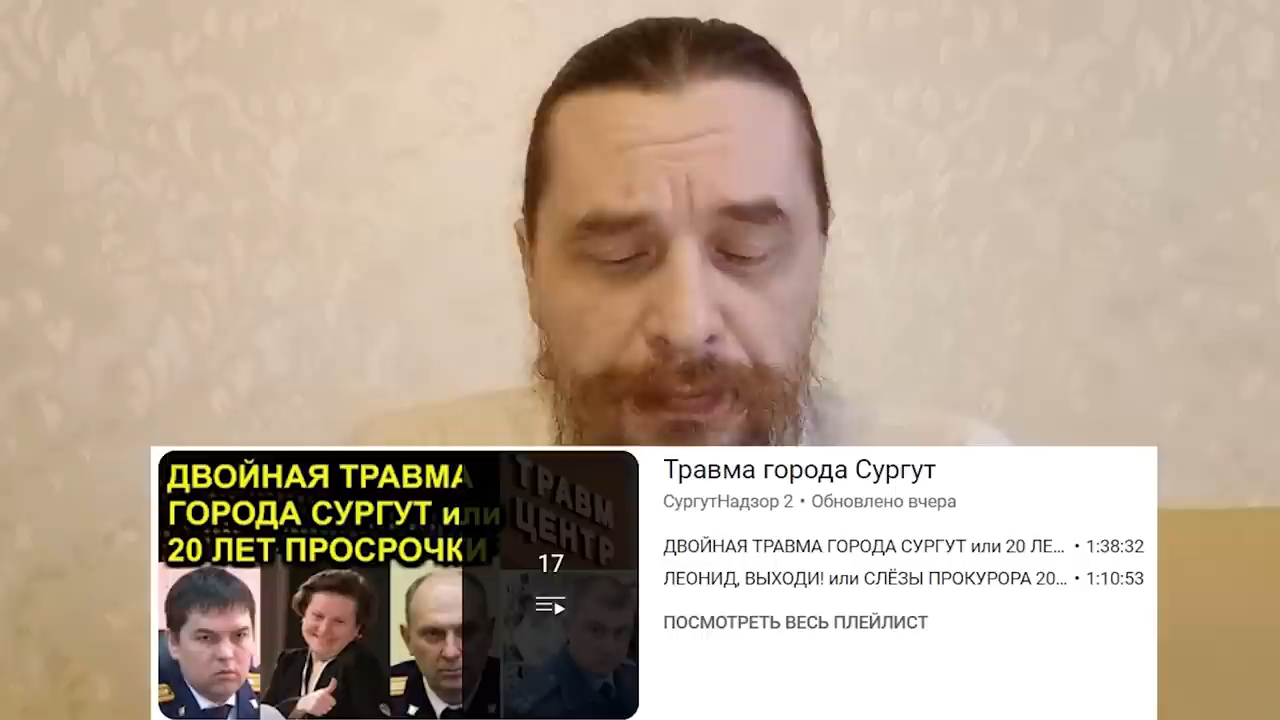 ДВОЙНАЯ ТРАВМА
ГОРОДА СУРГУТ или
20 ЛЕТ ПРОСРОЧКИ
ТРАВМ
ЦЕНТР
17
Травма города Сургут
СургутНадзор 2 • Обновлено вчера
ДВОЙНАЯ ТРАВМА ГОРОДА СУРГУТ или 20 ЛЕ... • 1:38:32
ЛЕОНИД, ВЫХОДИ! или СЛЁЗЫ ПРОКУРОРА 20... • 1:10:53
ПОСМОТРЕТЬ ВЕСЬ ПЛЕЙЛИСТ